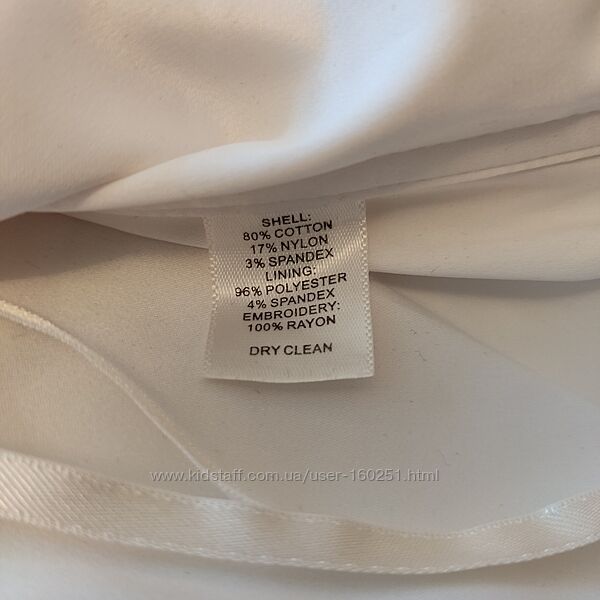 SHELL:
80% COTTON
17% NYLON
3% SPANDEX
LINING:
96% POLYESTER
4% SPANDEX
EMBROIDERY:
100% RAYON
DRY CLEAN
www.kidstaff.com.ua/user-160251.html